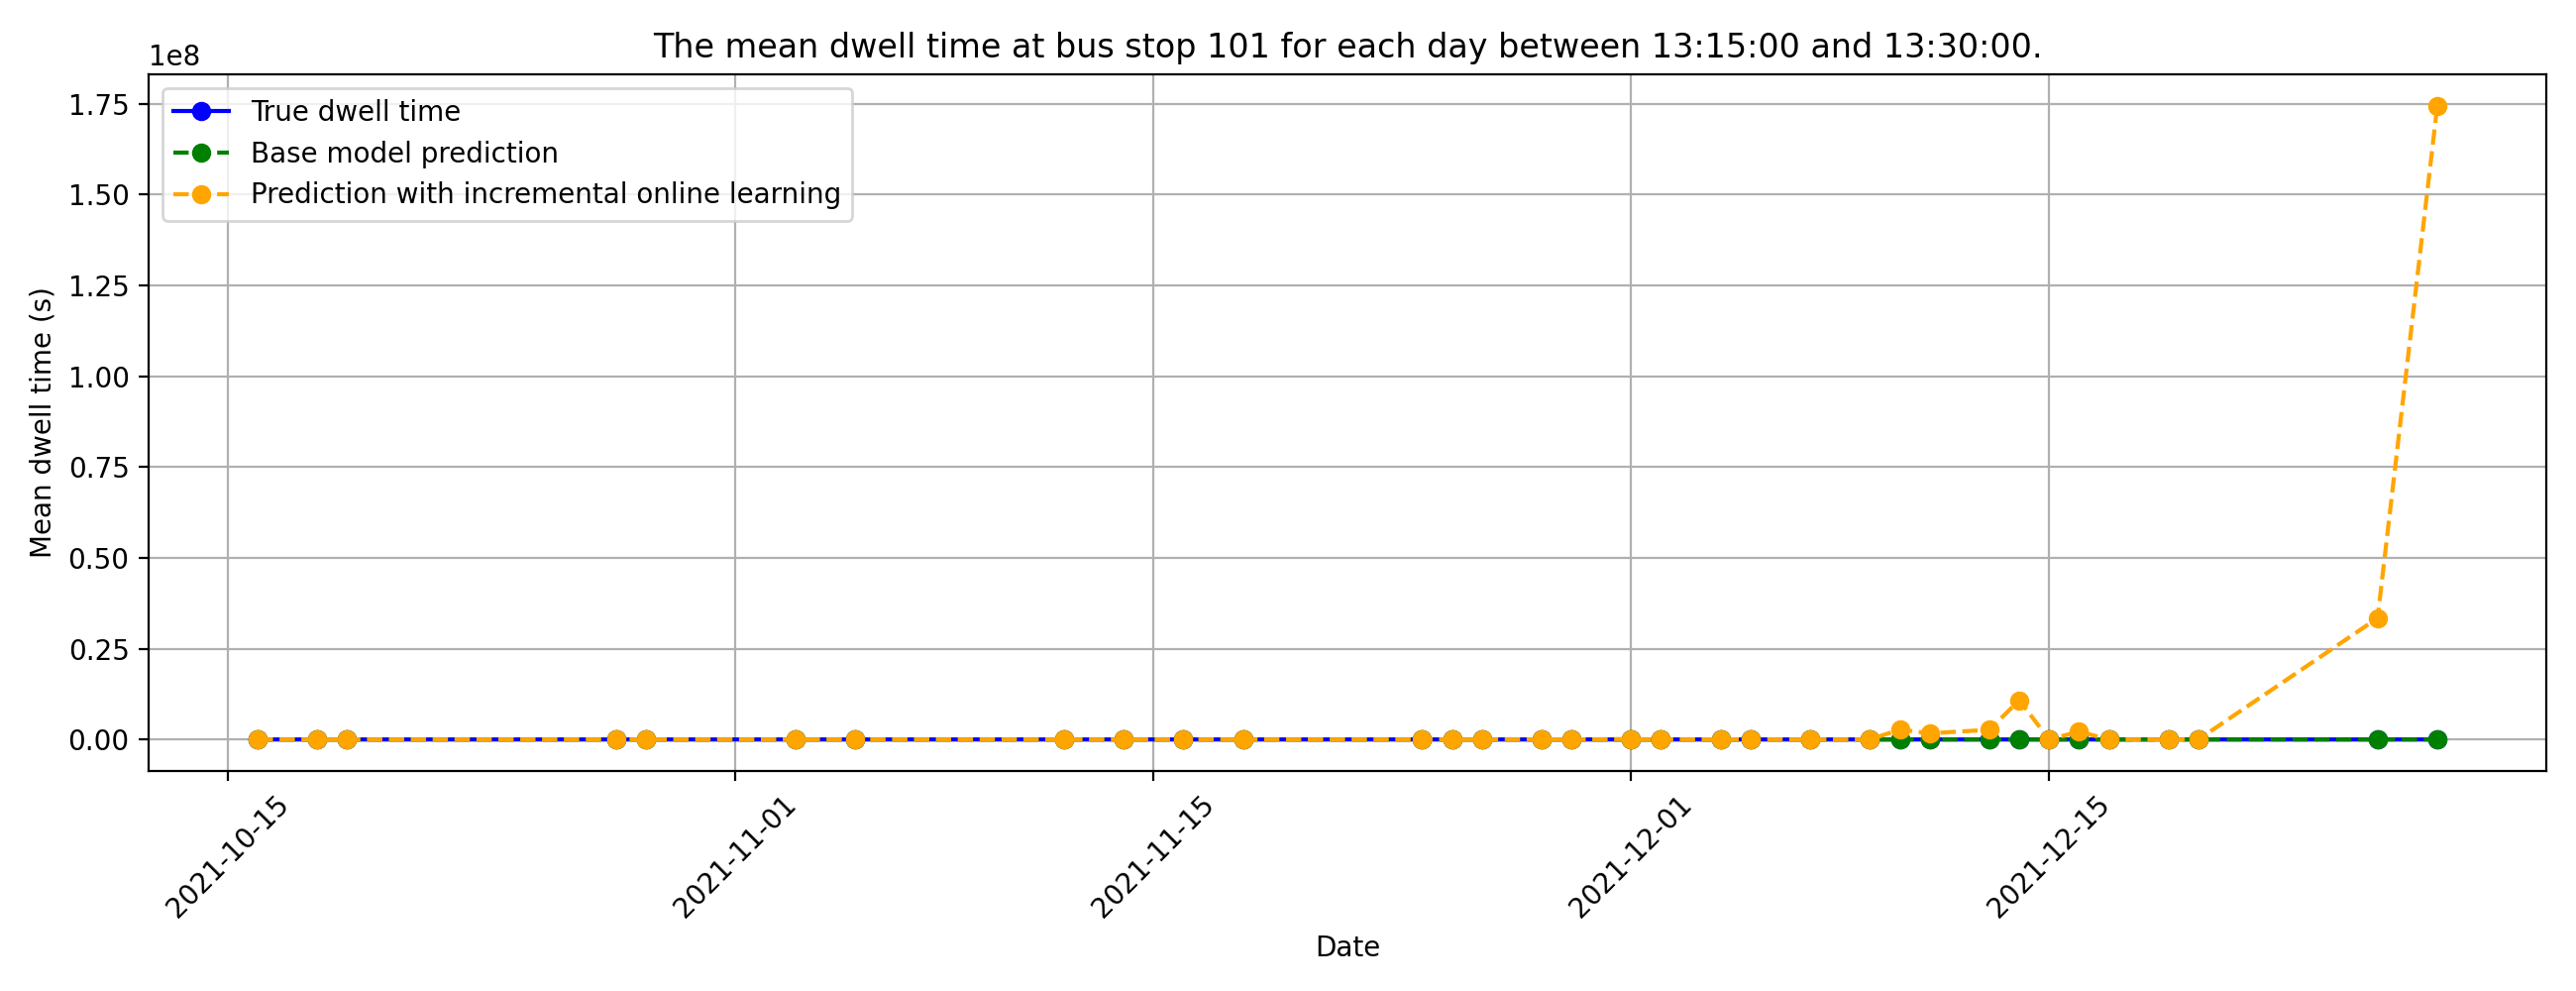 The mean dwell time at bus stop 101 for each day between 13:15:00 and 13:30:00.
1e8
True dwell time
Base model prediction
Prediction with incremental online learning
Mean dwell time (s)
1.75
1.50
1.25
1.00
0.75
0.50
0.25
0.00
2021-10-15
2021-11-01
2021-11-15
2021-12-01
2021-12-15
Date